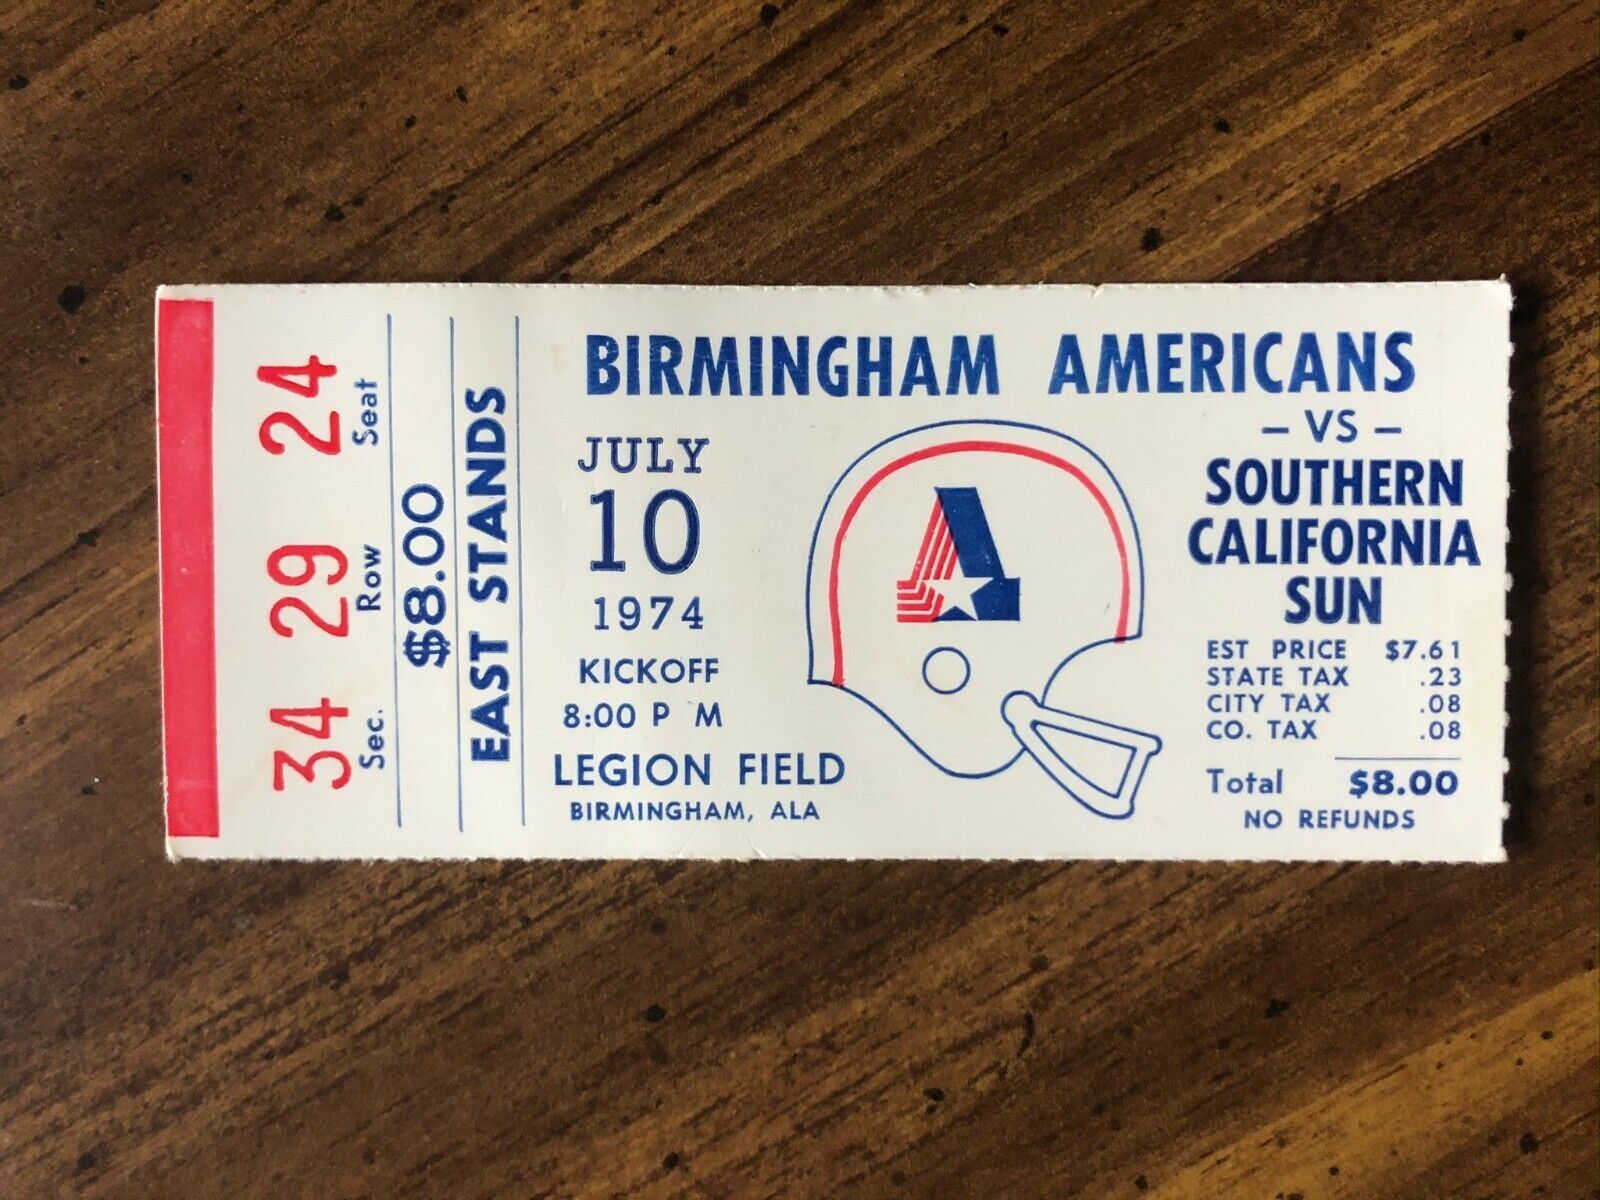 34 Sec. 29 Row 24 Seat
$8.00
EAST STANDS
BIRMINGHAM AMERICANS
– VS –
SOUTHERN
CALIFORNIA
SUN
JULY
10
1974
KICKOFF
8:00 P M
LEGION FIELD
BIRMINGHAM, ALA
A
EST PRICE $7.61
STATE TAX .23
CITY TAX .08
CO. TAX .08
Total $8.00
NO REFUNDS